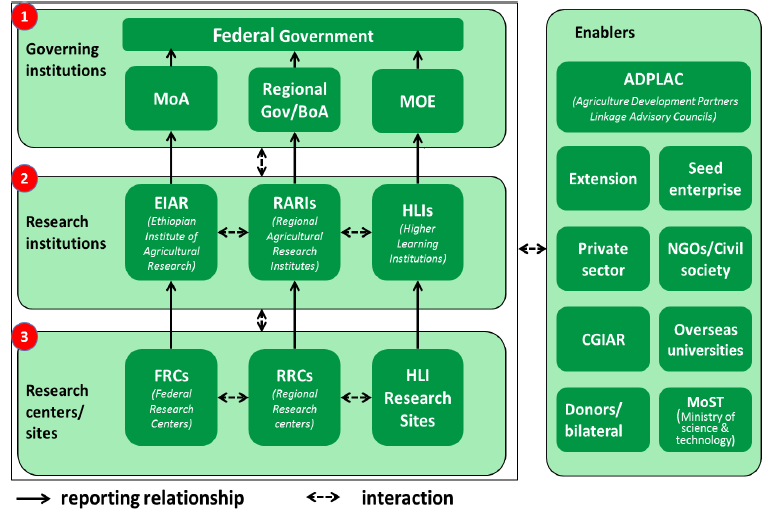 1
Governing
institutions
Federal Government
MoA
Regional
Gov/BoA
MOE
2
Research
institutions
EIAR
(Ethiopian
Institute of
Agricultural
Research)
RARIs
(Regional
Agricultural
Research
Institutes)
HLIs
(Higher
Learning
Institutions)
3
Research
centers/
sites
FRCs
(Federal
Research
Centers)
RRCs
(Regional
Research
centers)
HLI
Research
Sites
Enablers
ADPLAC
(Agriculture Development Partners
Linkage Advisory Councils)
Extension
Seed
enterprise
Private
sector
NGOs/Civil
society
CGIAR
Overseas
universities
Donors/
bilateral
MoST
(Ministry of
science &
technology)
reporting relationship
interaction